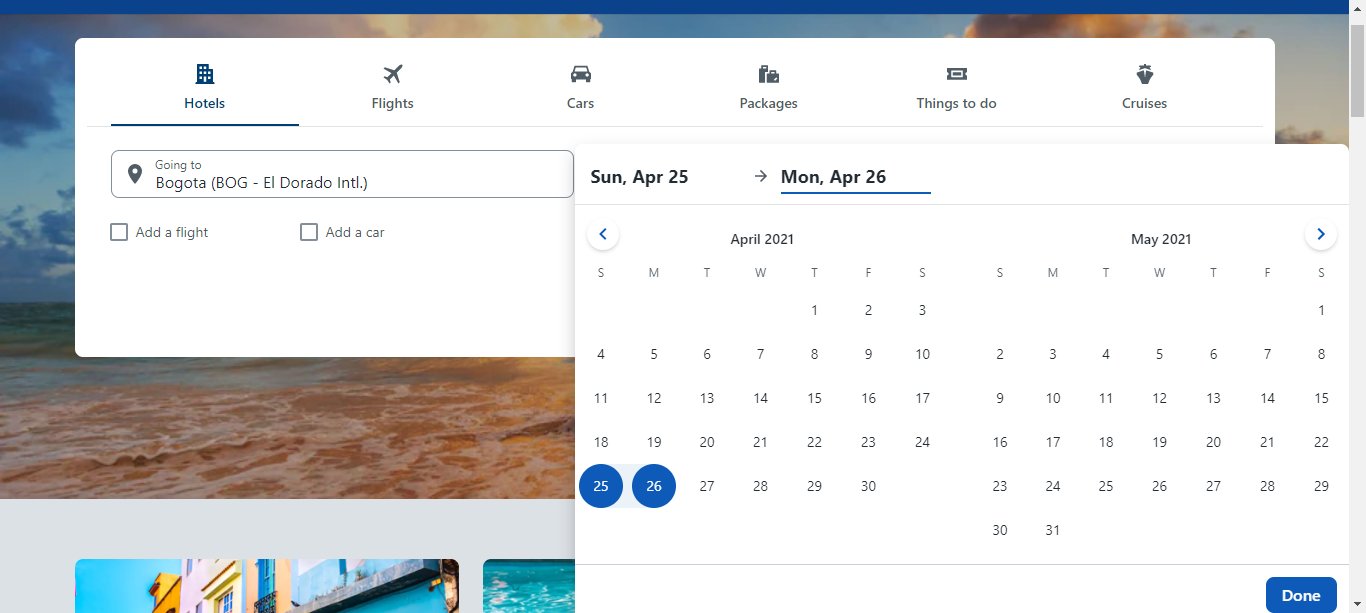 Hotels
Flights
Cars
Packages
Things to do
Cruises
Going to
Bogota (BOG - El Dorado Intl.)
Add a flight
Add a car
Sun, Apr 25
Mon, Apr 26
April 2021
S M T W T F S
1 2 3
4 5 6 7 8 9 10
11 12 13 14 15 16 17
18 19 20 21 22 23 24
25 26 27 28 29 30
May 2021
S M T W T F S
1
2 3 4 5 6 7 8
9 10 11 12 13 14 15
16 17 18 19 20 21 22
23 24 25 26 27 28 29
30 31
Done